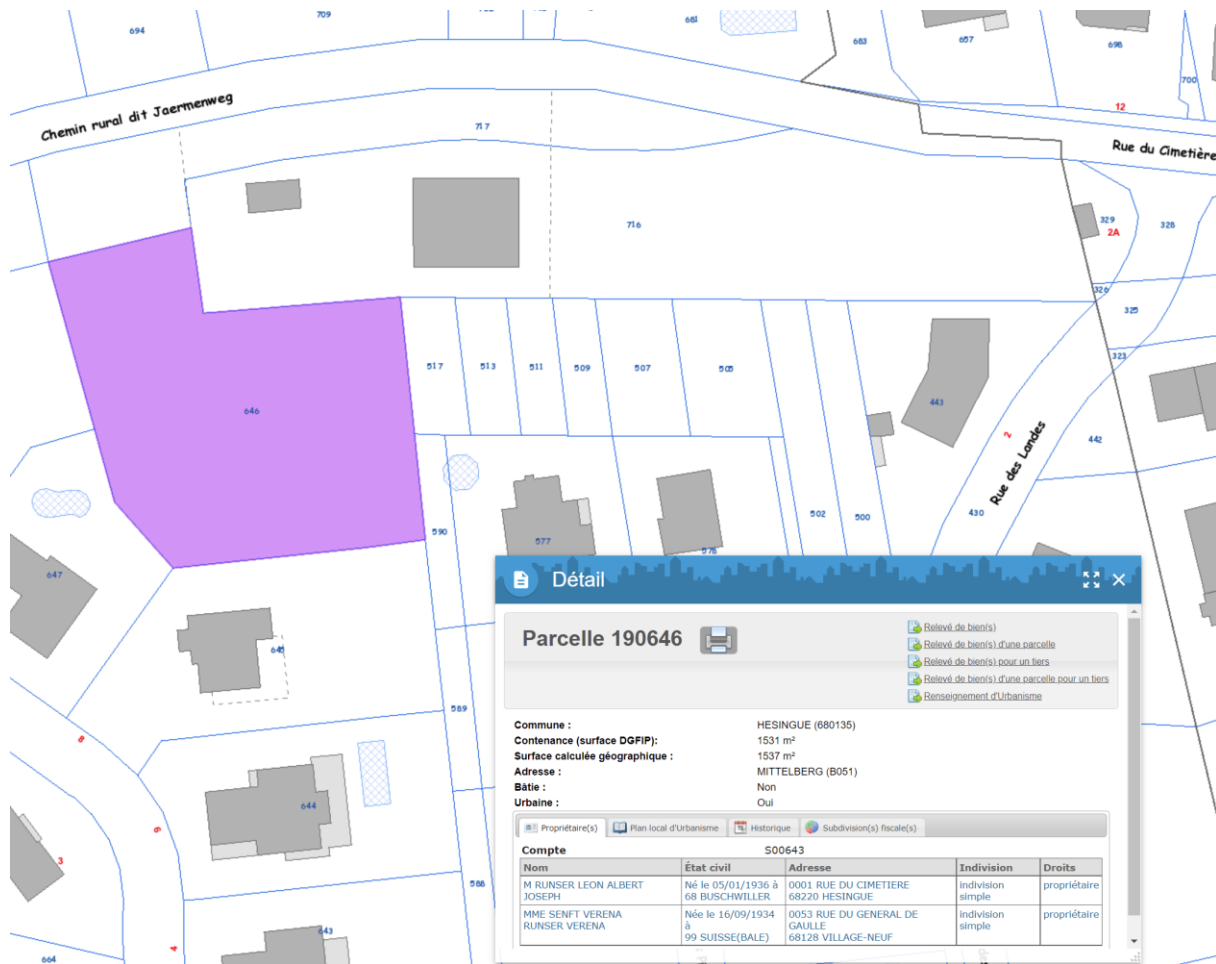 694
709
681
683
657
698
700
12
Chemin rural dit Jaermenweg
717
Rue du Cimetière
716
329
2A
328
326
325
323
646
517
513
511
509
507
505
443
2
Rue des Landes
442
430
590
577
578
502
500
647
645
589
8
6
644
3
588
4
643
664
Détail
Parcelle 190646
Relevé de bien(s)
Relevé de bien(s) d'une parcelle
Relevé de bien(s) pour un tiers
Relevé de bien(s) d'une parcelle pour un tiers
Renseignement d'Urbanisme
Commune : HESINGUE (680135)
Contenance (surface DGFIP): 1531 m²
Surface calculée géographique : 1537 m²
Adresse : MITTELBERG (B051)
Bâtie : Non
Urbaine : Oui
Propriétaire(s) Plan local d'Urbanisme Historique Subdivision(s) fiscale(s)
Compte S00643
Nom État civil Adresse Indivision Droits
M RUNSER LEON ALBERT Né le 05/01/1936 à 0001 RUE DU CIMETIERE indivision propriétaire
JOSEPH 68 BUSCHWILLER 68220 HESINGUE simple
MME SENFT VERENA Née le 16/09/1934 0053 RUE DU GENERAL DE indivision propriétaire
RUNSER VERENA à GAULLE simple
99 SUISSE(BALE) 68128 VILLAGE-NEUF